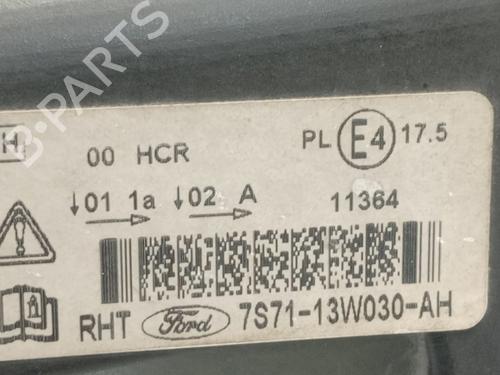 B-PARTS
H
00 HCR
PL E4 17.5
↓01 1a ↓02 A
11364
RHT Ford 7S71-13W030-AH